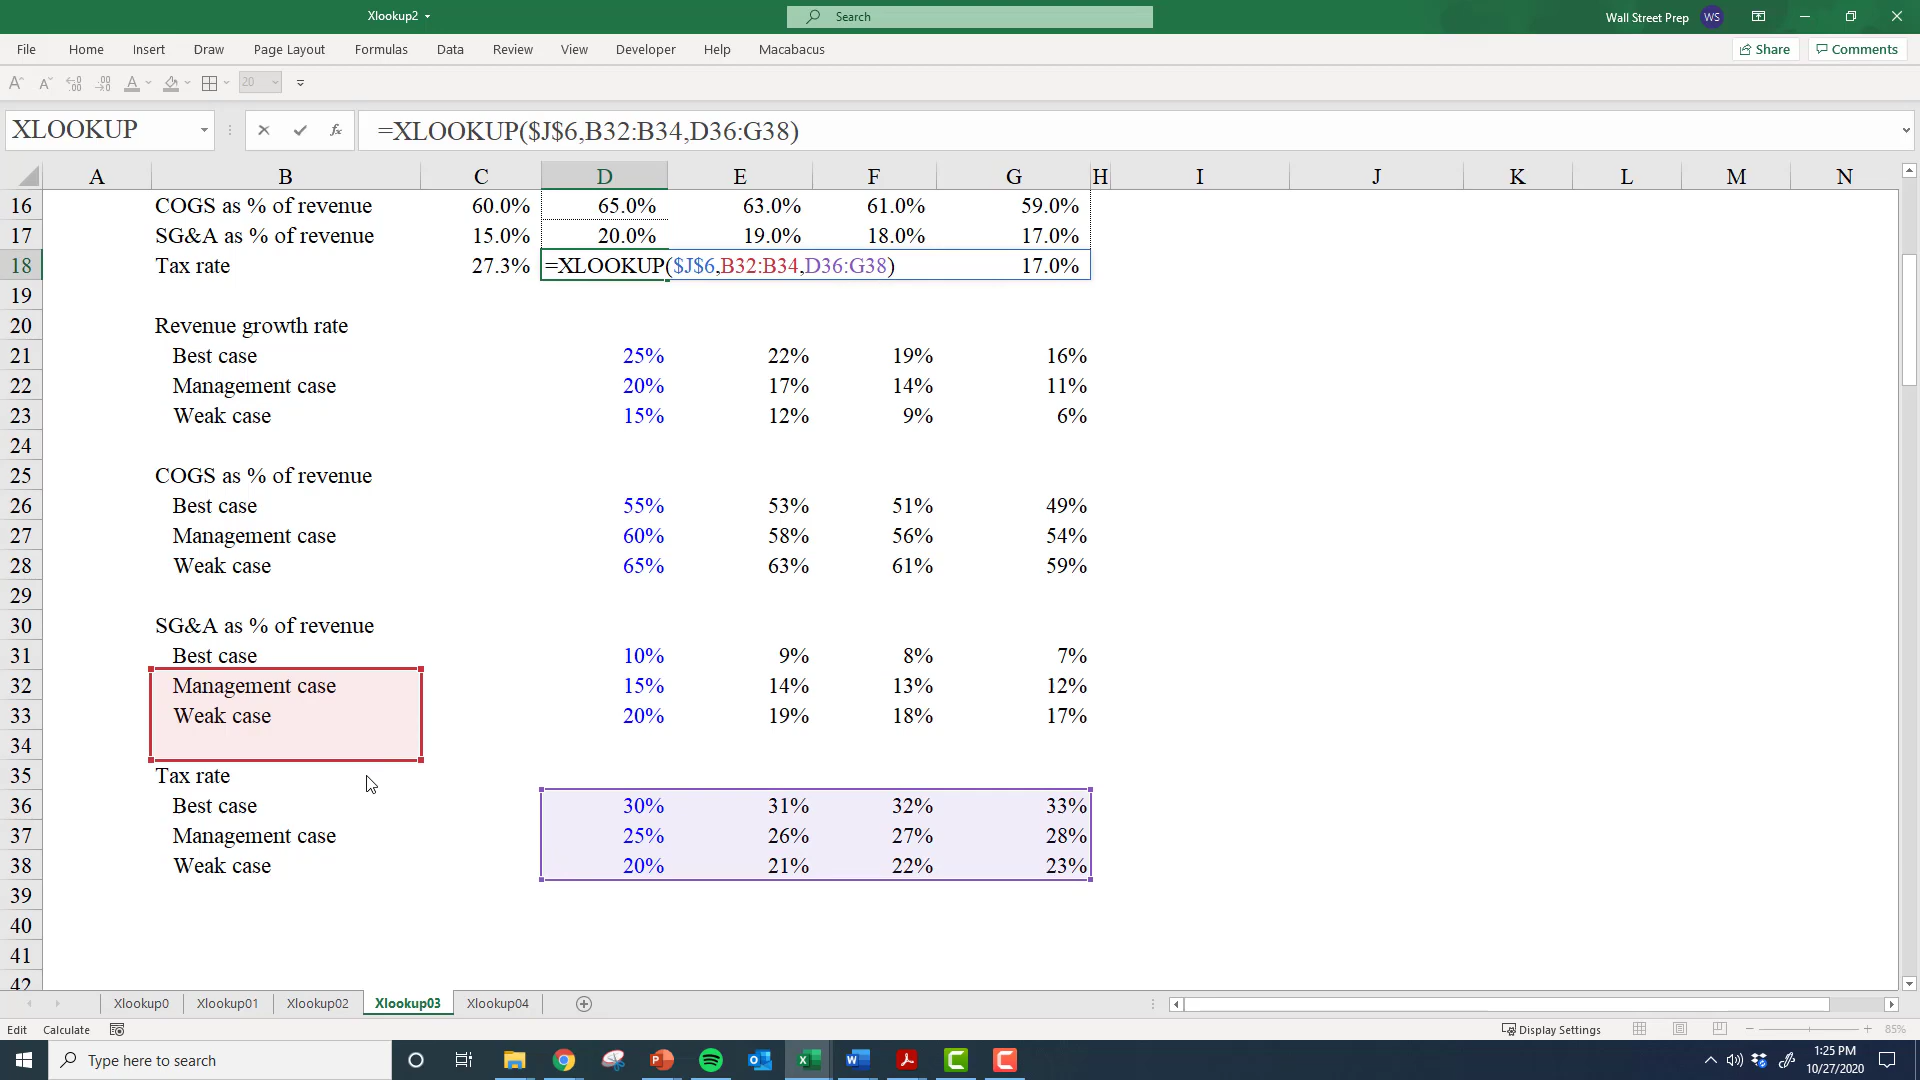 Xlookup2
Search
Wall Street Prep WS
File Home Insert Draw Page Layout Formulas Data Review View Developer Help Macabacus Share Comments
20
XLOOKUP =XLOOKUP($J$6,B32:B34,D36:G38)
A B C D E F G H I J K L M N
16 COGS as % of revenue 60.0% 65.0% 63.0% 61.0% 59.0%
17 SG&A as % of revenue 15.0% 20.0% 19.0% 18.0% 17.0%
18 Tax rate 27.3% =XLOOKUP($J$6,B32:B34,D36:G38) 17.0%
19
20 Revenue growth rate
21 Best case 25% 22% 19% 16%
22 Management case 20% 17% 14% 11%
23 Weak case 15% 12% 9% 6%
24
25 COGS as % of revenue
26 Best case 55% 53% 51% 49%
27 Management case 60% 58% 56% 54%
28 Weak case 65% 63% 61% 59%
29
30 SG&A as % of revenue
31 Best case 10% 9% 8% 7%
32 Management case 15% 14% 13% 12%
33 Weak case 20% 19% 18% 17%
34
35 Tax rate
36 Best case 30% 31% 32% 33%
37 Management case 25% 26% 27% 28%
38 Weak case 20% 21% 22% 23%
39
40
41
42
Xlookup0 Xlookup01 Xlookup02 Xlookup03 Xlookup04
Edit Calculate Display Settings 85%
Type here to search 1:25 PM
10/27/2020